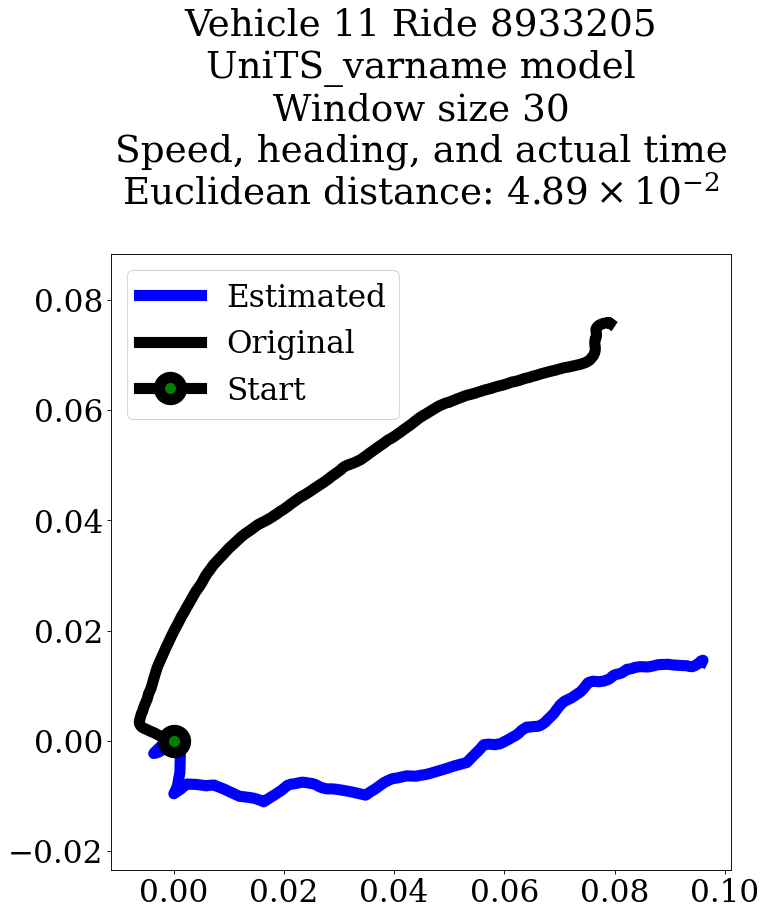 Vehicle 11 Ride 8933205
UniTS_varname model
Window size 30
Speed, heading, and actual time
Euclidean distance: 4.89 × 10⁻²
Estimated
Original
Start
0.08
0.06
0.04
0.02
0.00
−0.02
0.00 0.02 0.04 0.06 0.08 0.10